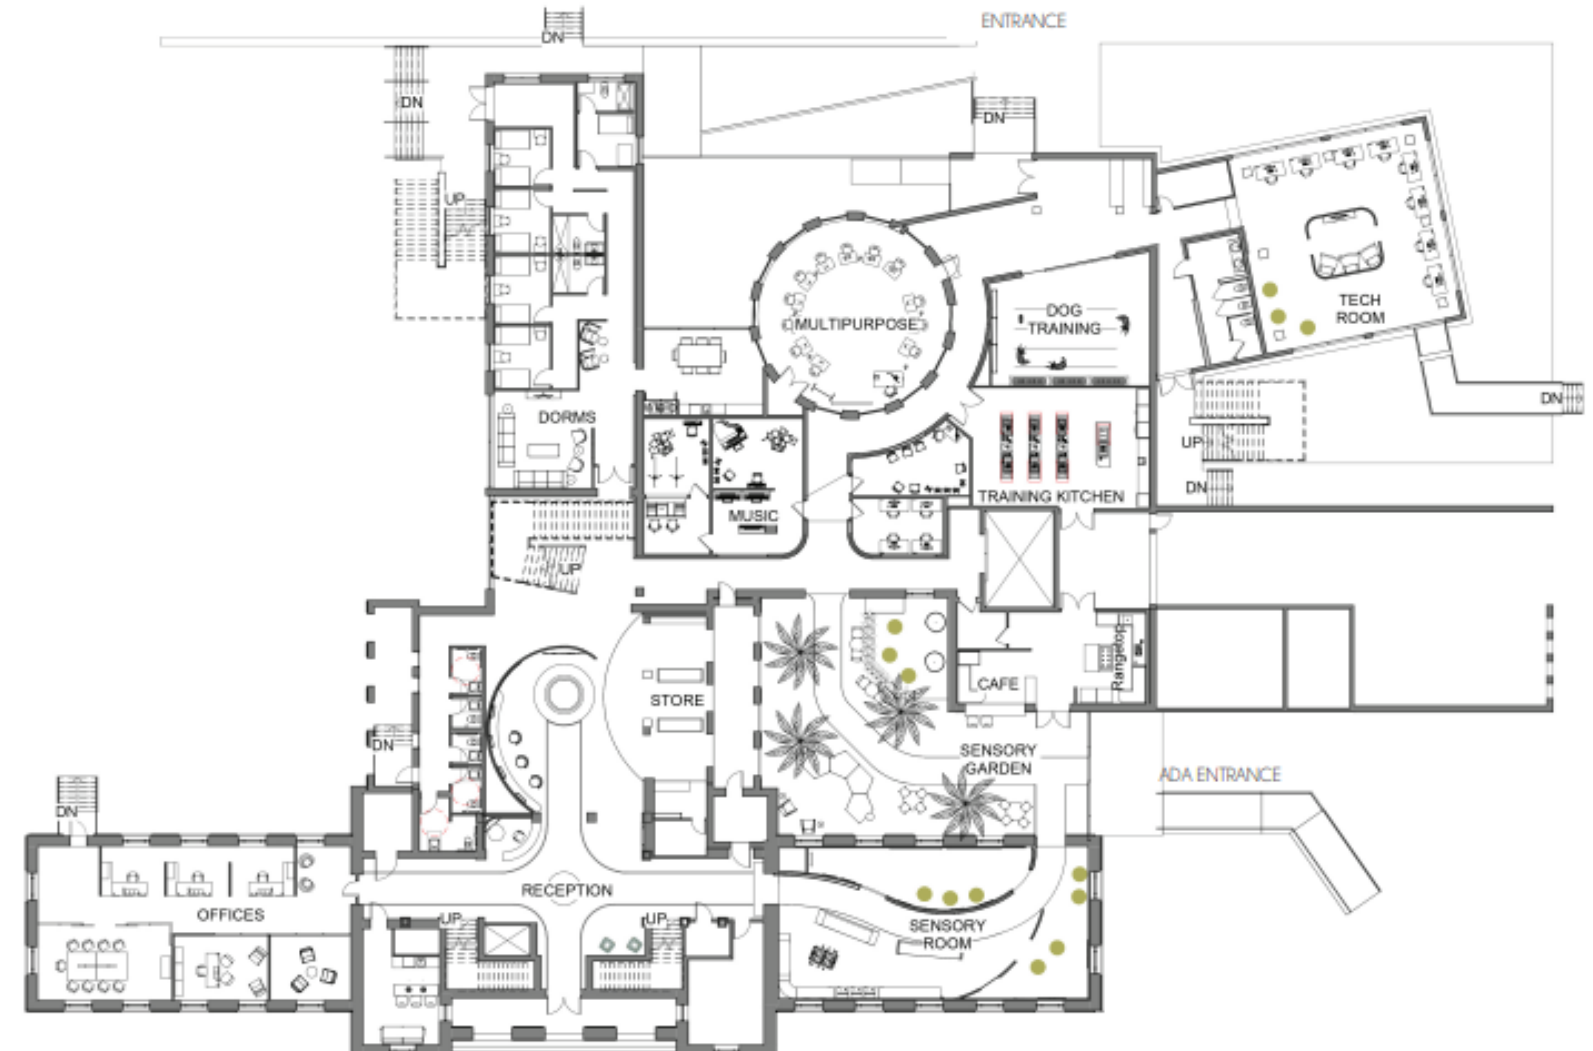 ENTRANCE
DN
DN
DN
UP
DOG
TRAINING
TECH
ROOM
MULTIPURPOSE
DN
DORMS
UP
DN
TRAINING KITCHEN
MUSIC
UP
Rangetop
STORE
CAFE
DN
SENSORY
GARDEN
ADA ENTRANCE
DN
RECEPTION
OFFICES
UP
UP
SENSORY
ROOM